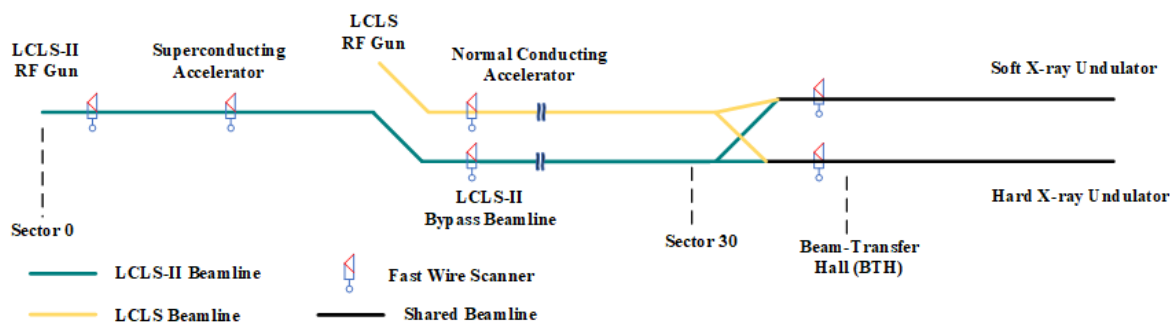 LCLS
RF Gun
LCLS-II
RF Gun
Superconducting
Accelerator
Normal Conducting
Accelerator
Soft X-ray Undulator
LCLS-II
Bypass Beamline
Hard X-ray Undulator
Sector 0
Sector 30
Beam-Transfer
Hall (BTH)
LCLS-II Beamline
Fast Wire Scanner
LCLS Beamline
Shared Beamline